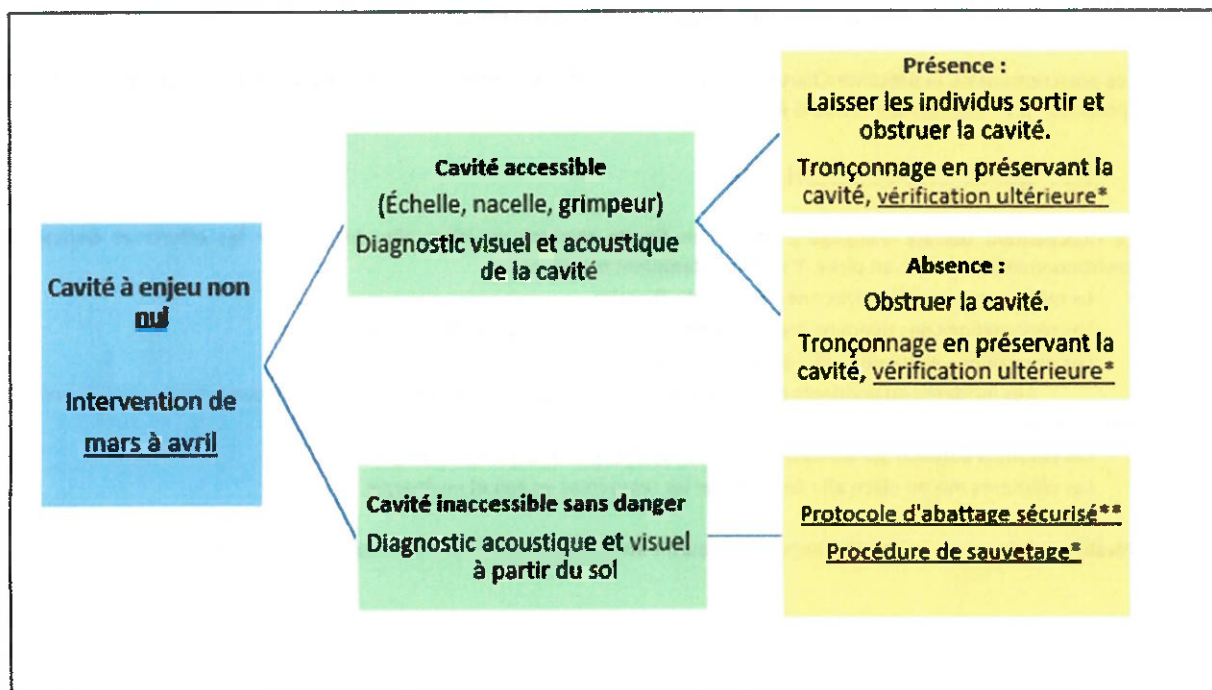 Cavité à enjeu non
nul
Intervention de
mars à avril
Cavité accessible
(Échelle, nacelle, grimpeur)
Diagnostic visuel et acoustique
de la cavité
Présence :
Laisser les individus sortir et
obstruer la cavité.
Tronçonnage en préservant la
cavité, vérification ultérieure*
Absence :
Obstruer la cavité.
Tronçonnage en préservant la
cavité, vérification ultérieure*
Cavité inaccessible sans danger
Diagnostic acoustique et visuel
à partir du sol
Protocole d'abattage sécurisé**
Procédure de sauvetage*